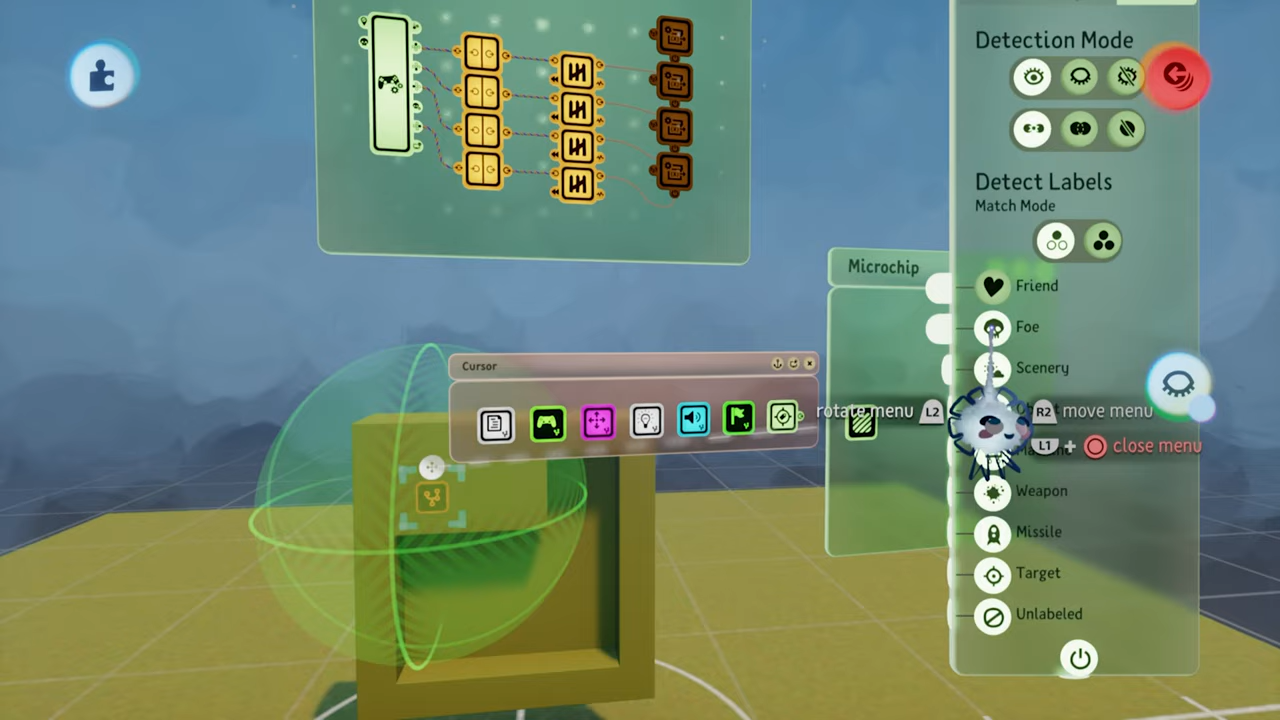 Detection Mode
Detect Labels
Match Mode
Microchip
Friend
Foe
Cursor
Scenery
rotate menu L2
R2 move menu
L1 + close menu
Weapon
Missile
Target
Unlabeled